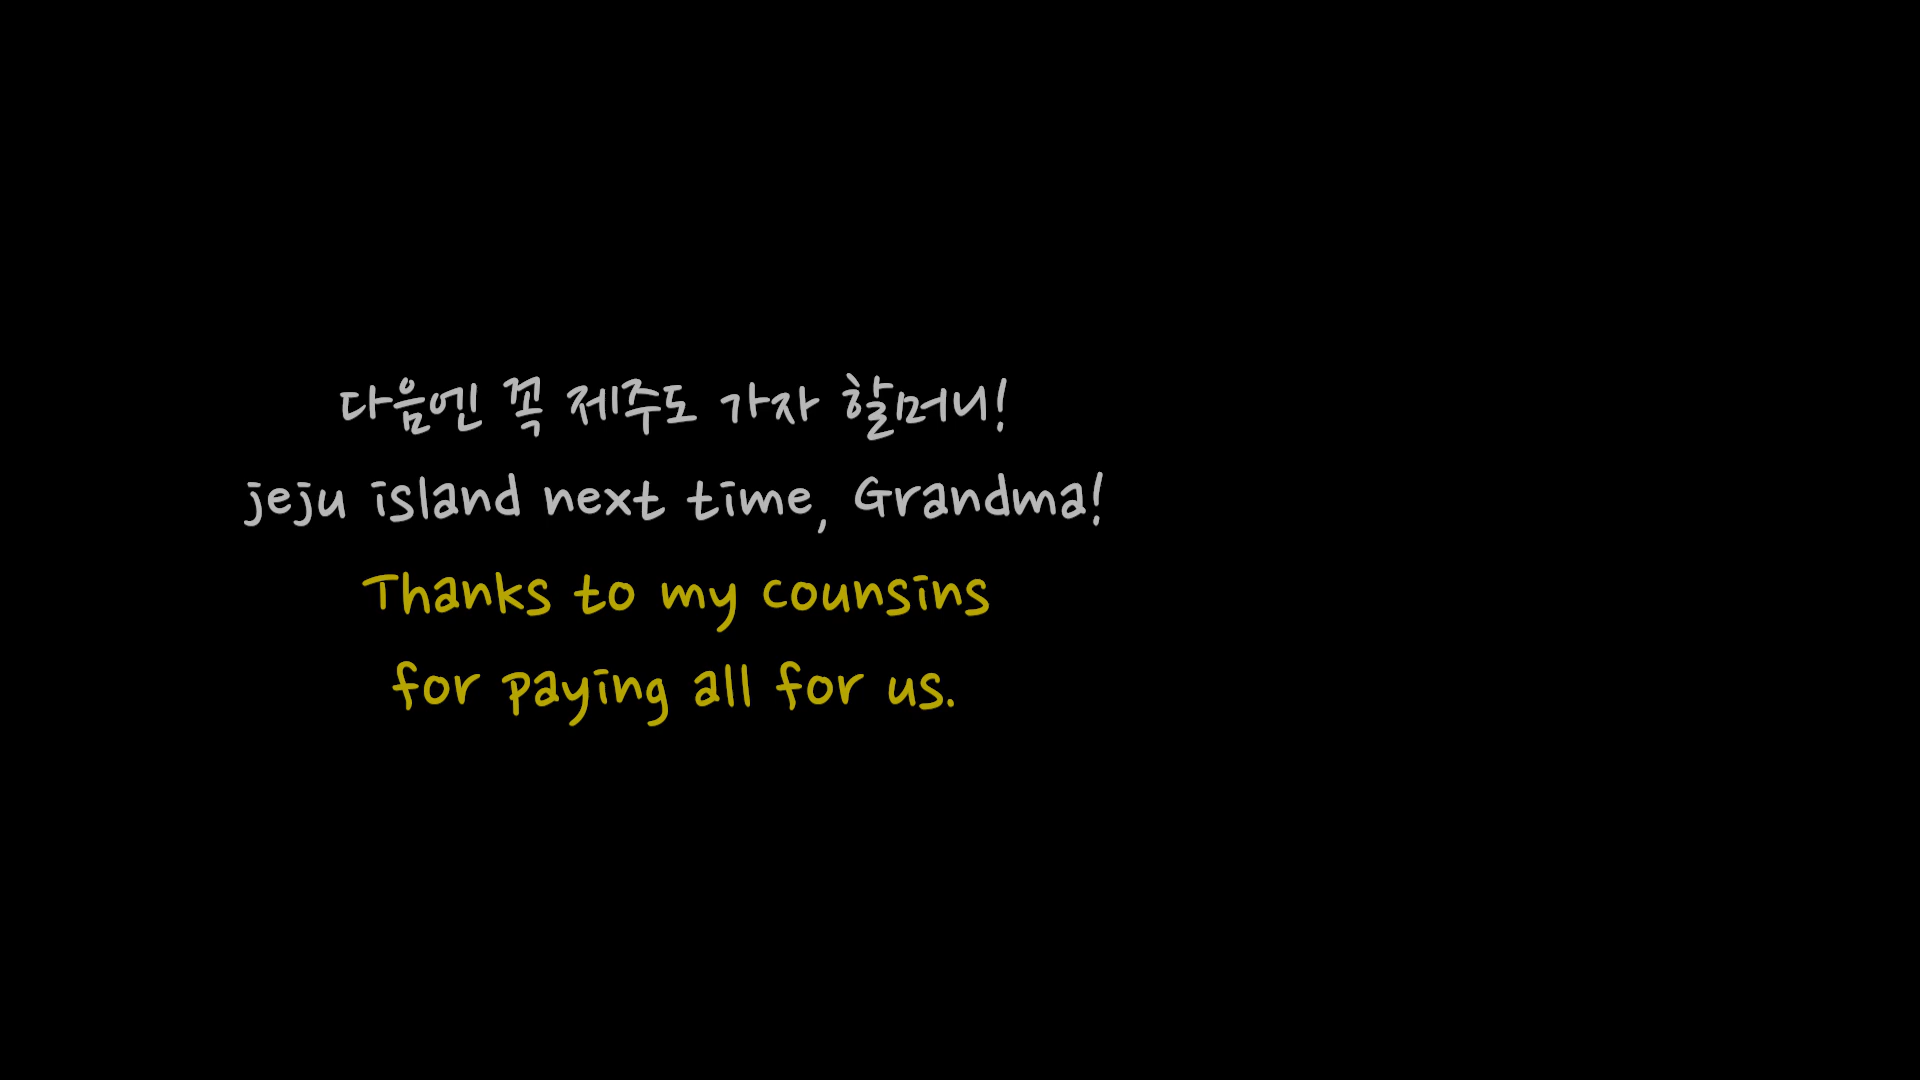 다음엔 꼭 제주도 가자 할머니!
jeju island next time, Grandma!
Thanks to my counsins
for paying all for us.